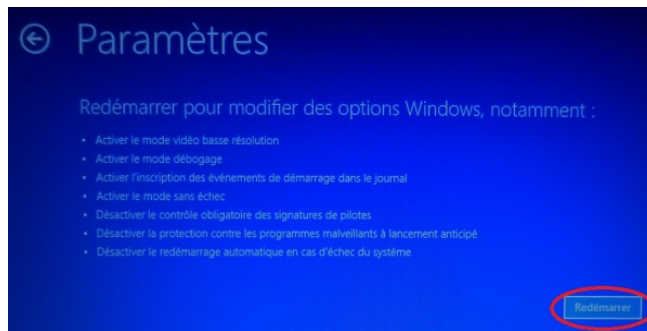 Paramètres
Redémarrer pour modifier des options Windows, notamment :
• Activer le mode vidéo basse résolution
• Activer le mode débogage
• Activer l'inscription des événements de démarrage dans le journal
• Activer le mode sans échec
• Désactiver le contrôle obligatoire des signatures de pilotes
• Désactiver la protection contre les programmes malveillants à lancement anticipé
• Désactiver le redémarrage automatique en cas d'échec du système
Redémarrer